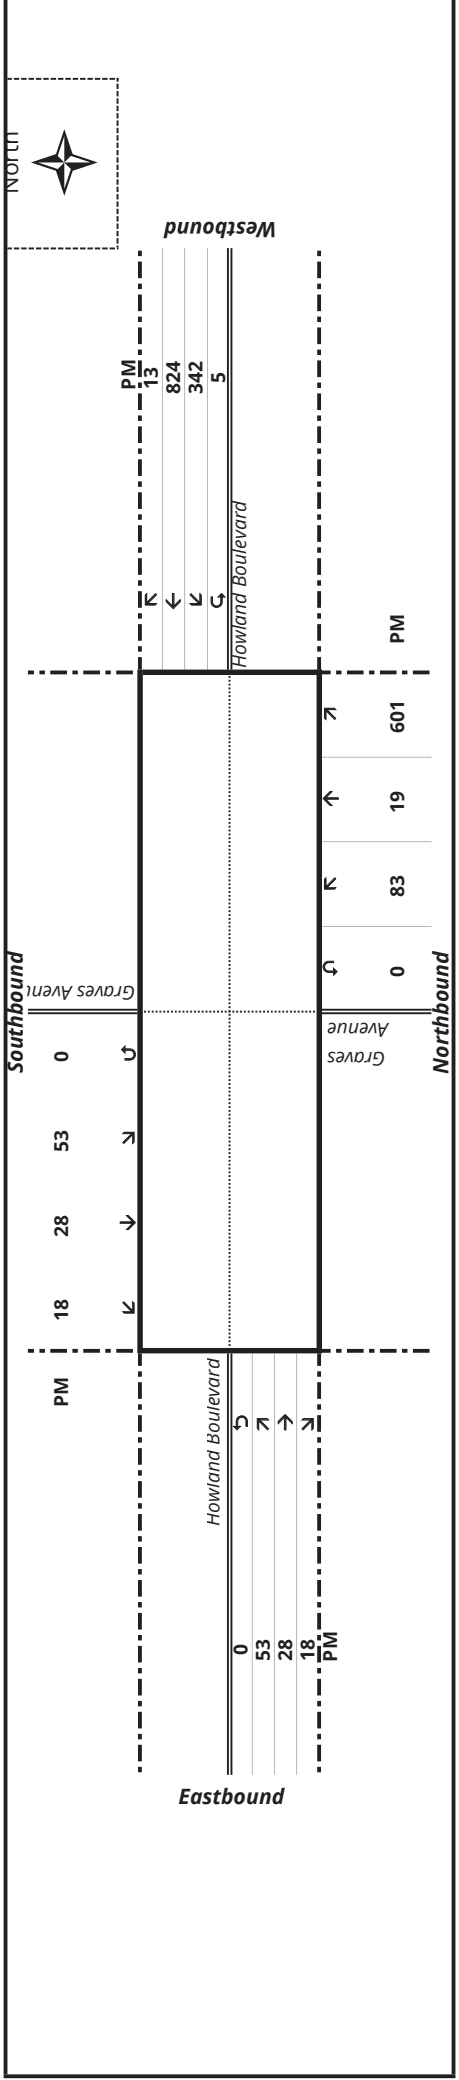 North
Westbound
PM
13
824
342
5
Howland Boulevard
PM
601
19
83
0
Northbound
Graves
Avenue
Southbound
Graves
0
53
28
18
PM
Howland Boulevard
0
53
28
18
PM
Eastbound